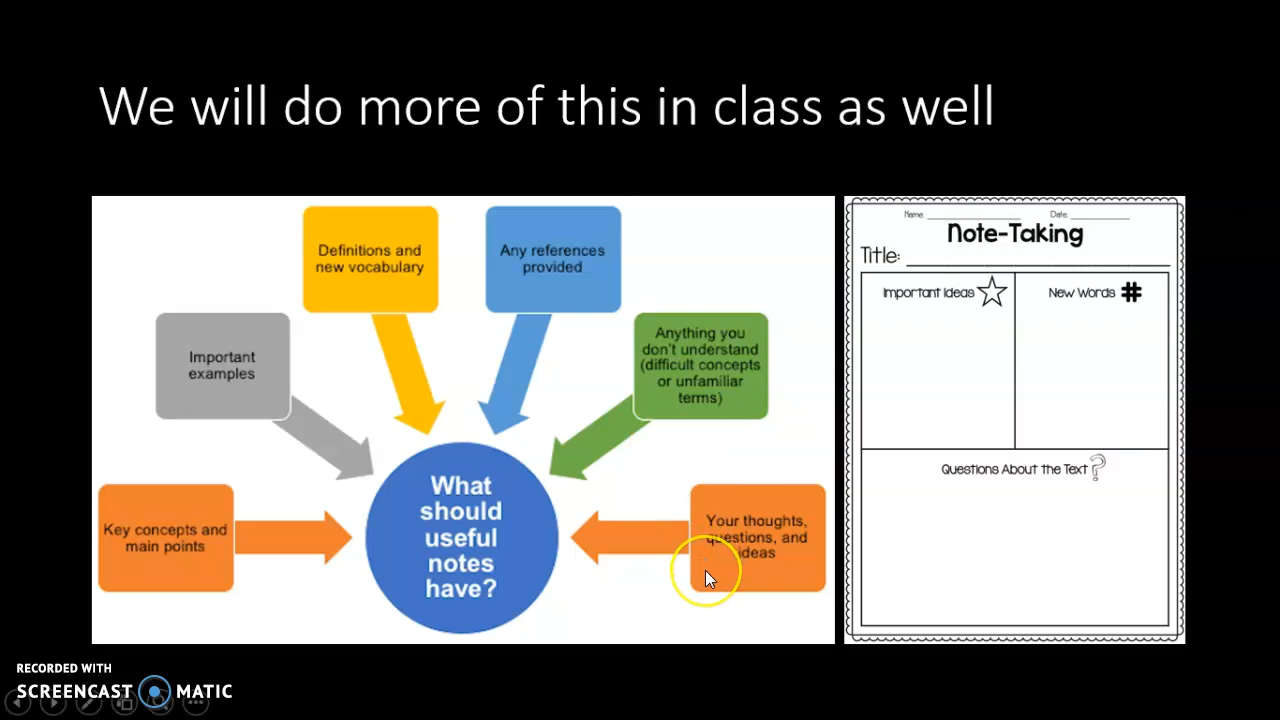 We will do more of this in class as well
Definitions and
new vocabulary
Any references
provided
Important
examples
Anything you
don't understand
(difficult concepts
or unfamiliar
terms)
Key concepts and
main points
What
should
useful
notes
have?
Your thoughts,
questions, and
ideas
Name: Date:
Note-Taking
Title:
Important Ideas
New Words #
Questions About the Text ?
RECORDED WITH
SCREENCAST MATIC